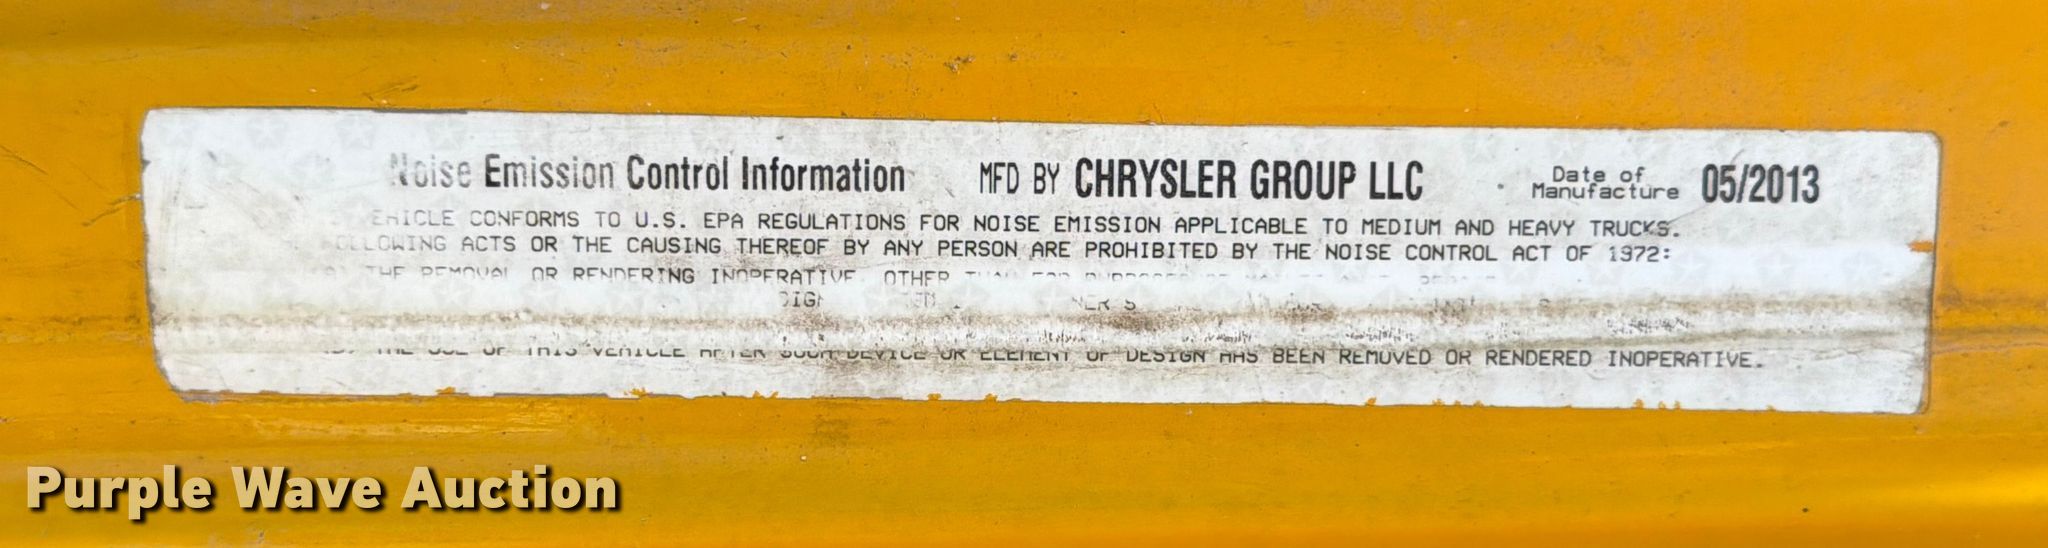 Noise Emission Control Information MFD BY CHRYSLER GROUP LLC Date of Manufacture 05/2013
EHICLE CONFORMS TO U.S. EPA REGULATIONS FOR NOISE EMISSION APPLICABLE TO MEDIUM AND HEAVY TRUCKS.
OLLOWING ACTS OR THE CAUSING THEREOF BY ANY PERSON ARE PROHIBITED BY THE NOISE CONTROL ACT OF 1972:
THE REMOVAL OR RENDERING INOPERATIVE, OTHER THAN FOR
THE USE OF THIS VEHICLE AFTER SUCH DEVICE OR ELEMENT OF DESIGN HAS BEEN REMOVED OR RENDERED INOPERATIVE.
Purple Wave Auction